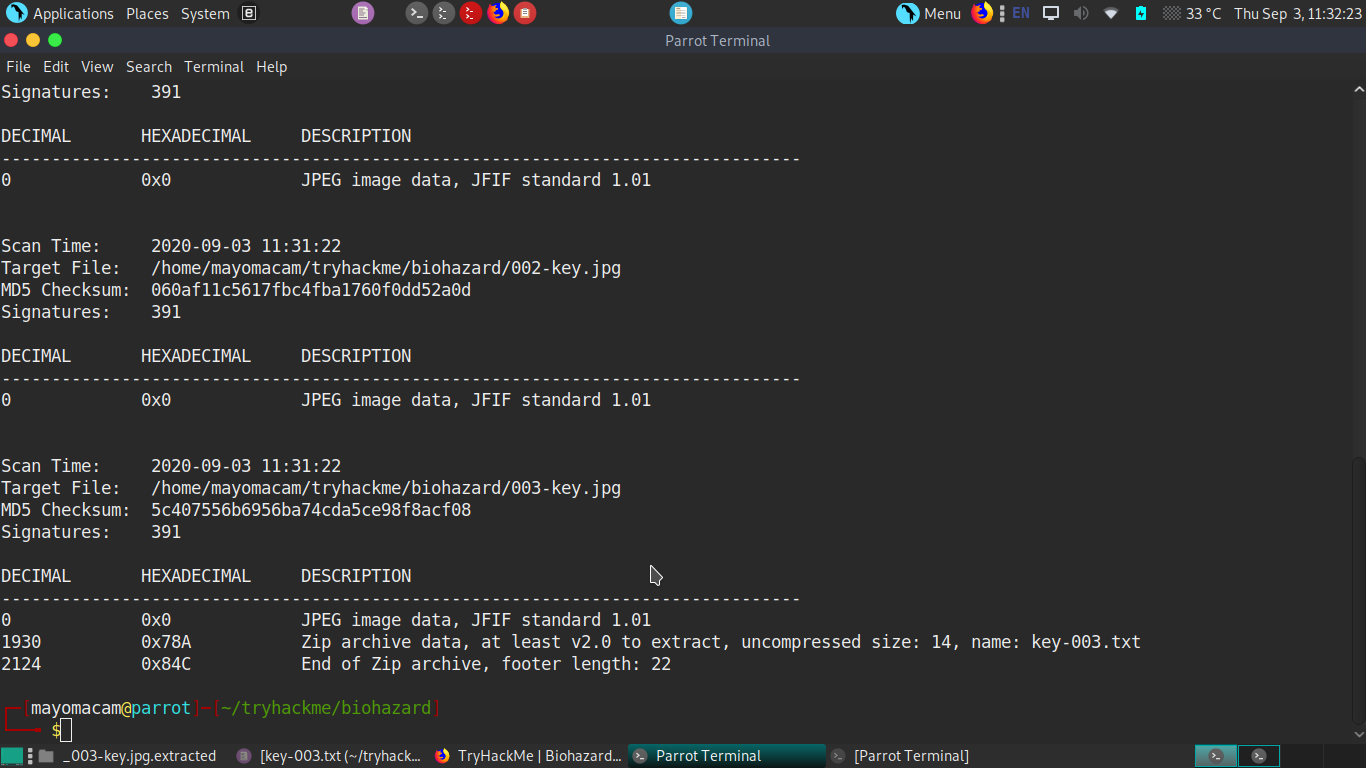 Applications Places System Menu EN 33 °C Thu Sep 3, 11:32:23
Parrot Terminal
File Edit View Search Terminal Help
Signatures: 391
DECIMAL HEXADECIMAL DESCRIPTION
--------------------------------------------------------------------------------
0 0x0 JPEG image data, JFIF standard 1.01
Scan Time: 2020-09-03 11:31:22
Target File: /home/mayomacam/tryhackme/biohazard/002-key.jpg
MD5 Checksum: 060af11c5617fbc4fba1760f0dd52a0d
Signatures: 391
DECIMAL HEXADECIMAL DESCRIPTION
--------------------------------------------------------------------------------
0 0x0 JPEG image data, JFIF standard 1.01
Scan Time: 2020-09-03 11:31:22
Target File: /home/mayomacam/tryhackme/biohazard/003-key.jpg
MD5 Checksum: 5c407556b6956ba74cda5ce98f8acf08
Signatures: 391
DECIMAL HEXADECIMAL DESCRIPTION
--------------------------------------------------------------------------------
0 0x0 JPEG image data, JFIF standard 1.01
1930 0x78A Zip archive data, at least v2.0 to extract, uncompressed size: 14, name: key-003.txt
2124 0x84C End of Zip archive, footer length: 22
┌─[mayomacam@parrot]─[~/tryhackme/biohazard]
└──╼ $
_003-key.jpg.extracted [key-003.txt (~/tryhack... TryHackMe | Biohazard... Parrot Terminal [Parrot Terminal]